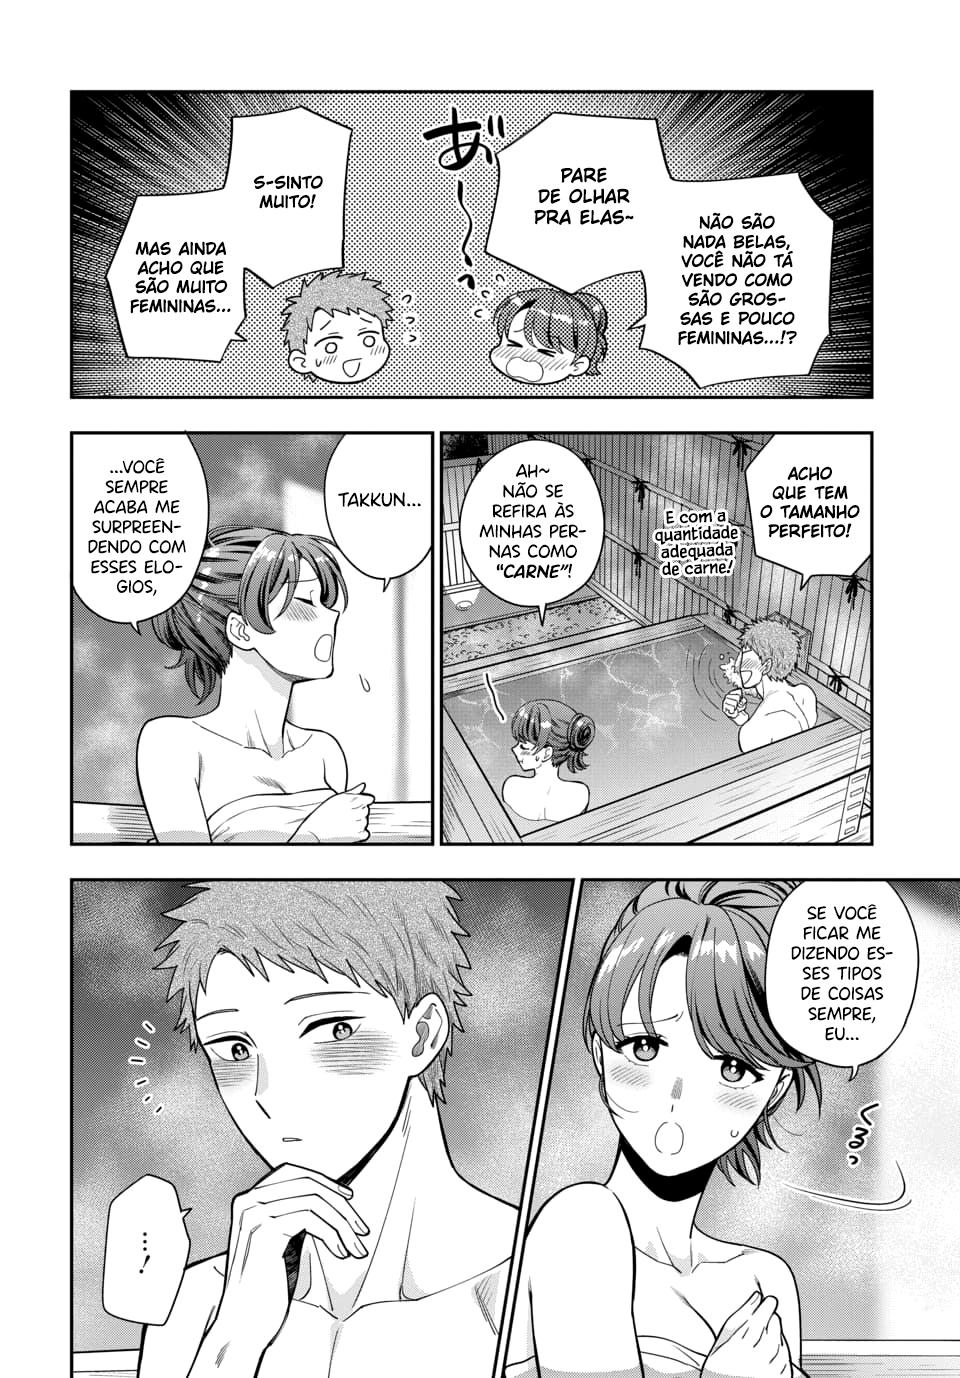 PARE
DE OLHAR
PRA ELAS~
NÃO SÃO
NADA BELAS,
VOCÊ NÃO TÁ
VENDO COMO
SÃO GROS-
SAS E POUCO
FEMININAS...!?
あ゛〜〜
S-SINTO
MUITO!
MAS AINDA
ACHO QUE
SÃO MUITO
FEMININAS...
ACHO
QUE TEM
O TAMANHO
PERFEITO!
E com a
quantidade
adequada
de carne!
AH~
NÃO SE
REFIRA ÀS
MINHAS PER-
NAS COMO
"CARNE"!
TAKKUN...
...VOCÊ
SEMPRE
ACABA ME
SURPREEN-
DENDO COM
ESSES ELO-
GIOS,
SE VOCÊ
FICAR ME
DIZENDO ES-
SES TIPOS
DE COISAS
SEMPRE,
EU...
くるっ
...!